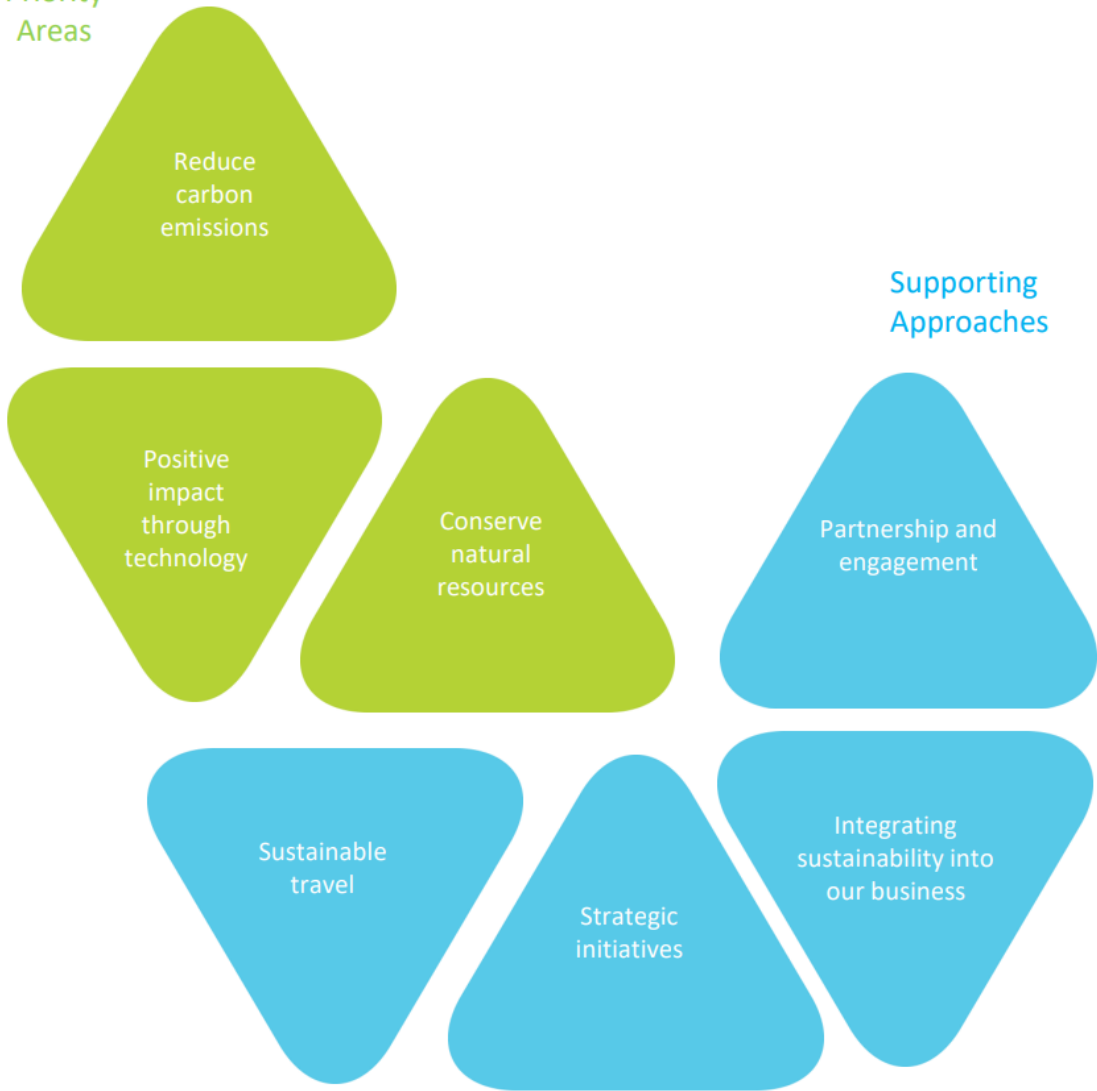 Priority
Areas
Reduce
carbon
emissions
Supporting
Approaches
Positive
impact
through
technology
Conserve
natural
resources
Partnership and
engagement
Sustainable
travel
Strategic
initiatives
Integrating
sustainability into
our business